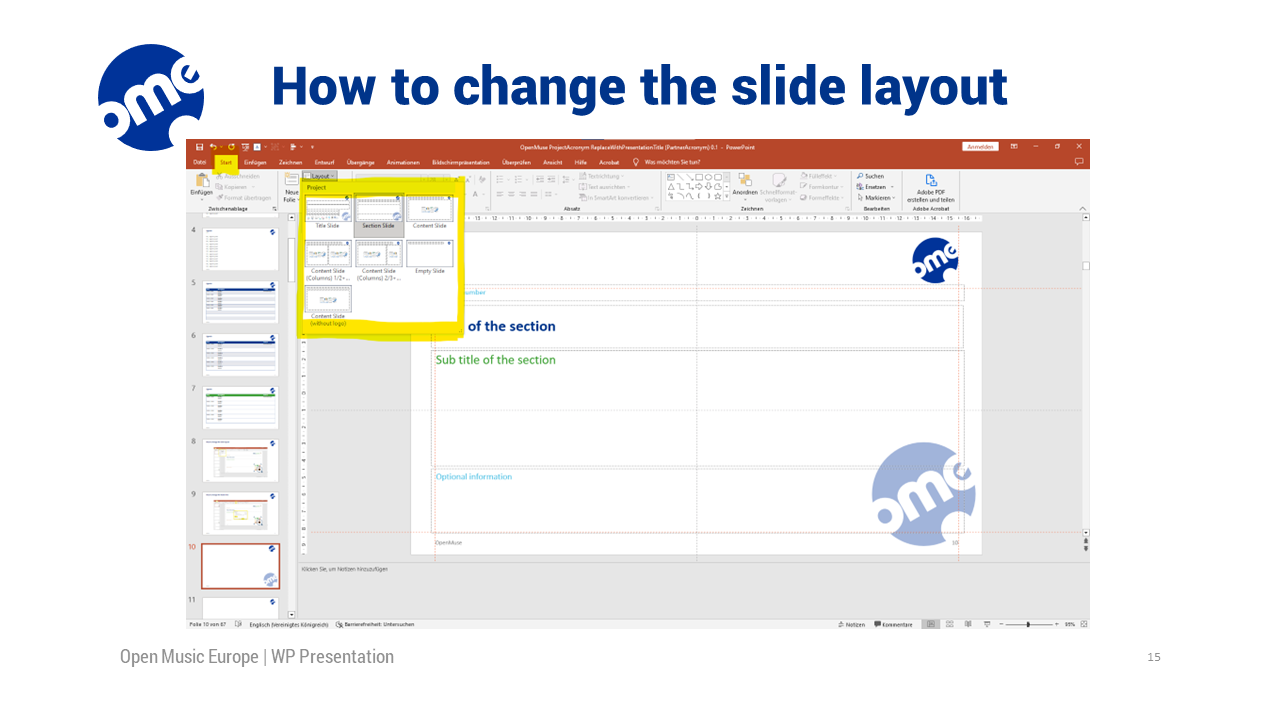 ome
How to change the slide layout
OpenMuse ProjectAcronym ReplaceWithPresentationTitle (PartnerAcronym) 0.1 - PowerPoint
Anmelden
Datei Start Einfügen Zeichnen Entwurf Übergänge Animationen Bildschirmpräsentation Überprüfen Ansicht Hilfe Acrobat Was möchten Sie tun?
Einfügen
Ausschneiden
Kopieren
Format übertragen
Zwischenablage
Neue
Folie
Layout
Project
Title Slide
Section Slide
Content Slide
Content Slide
(Columns) 1/2+...
Content Slide
(Columns) 2/3+...
Empty Slide
Content Slide
(without logo)
Textrichtung
Text ausrichten
In SmartArt konvertieren
Absatz
Anordnen
Schnellformat-
vorlagen
Fülleffekt
Formkontur
Formeffekte
Zeichnen
Suchen
Ersetzen
Markieren
Bearbeiten
Adobe PDF
erstellen und teilen
Adobe Acrobat
4
5
6
7
8
9
10
11
ome
number
of the section
Sub title of the section
Optional information
ome
OpenMuse
10
Klicken Sie, um Notizen hinzuzufügen
Folie 10 von 67 Englisch (Vereinigtes Königreich) Barrierefreiheit: Untersuchen
Notizen Kommentare 95%
Open Music Europe | WP Presentation
15